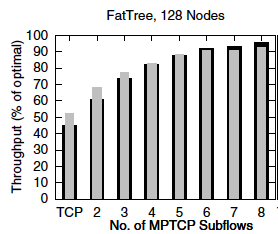 FatTree, 128 Nodes
Throughput (% of optimal)
100
90
80
70
60
50
40
30
20
10
0
TCP 2 3 4 5 6 7 8
No. of MPTCP Subflows